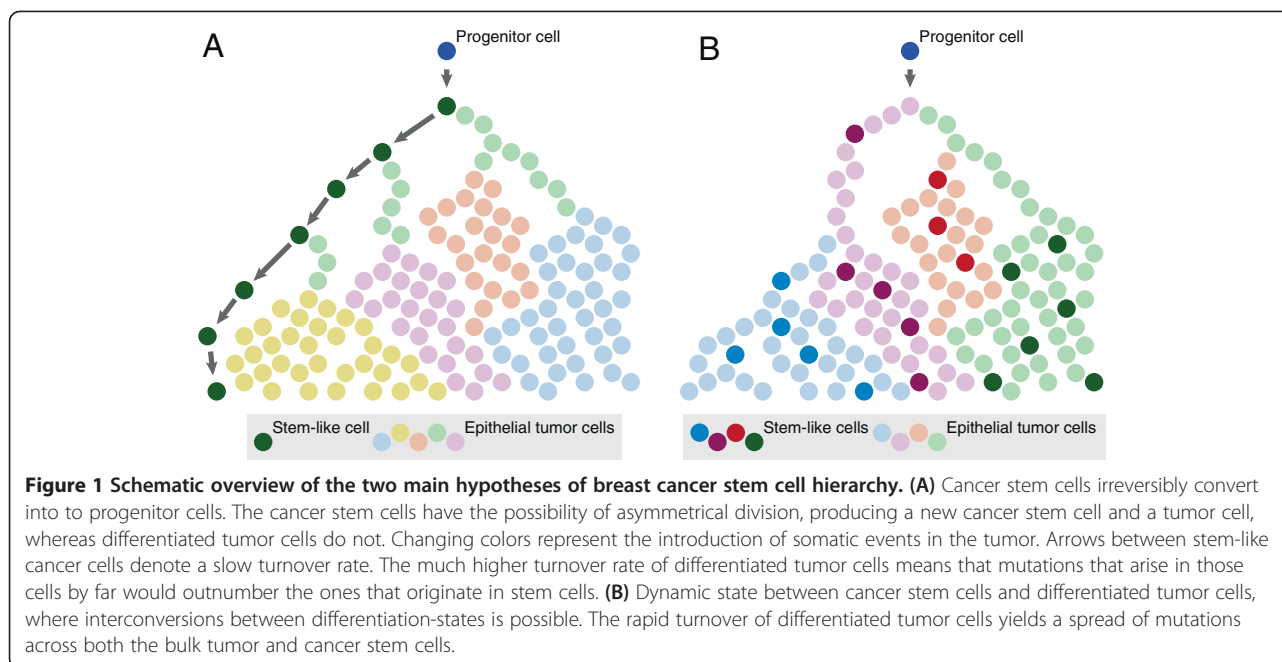 A
Progenitor cell
B
Progenitor cell
Stem-like cell
Epithelial tumor cells
Stem-like cells
Epithelial tumor cells
Figure 1 Schematic overview of the two main hypotheses of breast cancer stem cell hierarchy. (A) Cancer stem cells irreversibly convert
into to progenitor cells. The cancer stem cells have the possibility of asymmetrical division, producing a new cancer stem cell and a tumor cell,
whereas differentiated tumor cells do not. Changing colors represent the introduction of somatic events in the tumor. Arrows between stem-like
cancer cells denote a slow turnover rate. The much higher turnover rate of differentiated tumor cells means that mutations that arise in those
cells by far would outnumber the ones that originate in stem cells. (B) Dynamic state between cancer stem cells and differentiated tumor cells,
where interconversions between differentiation-states is possible. The rapid turnover of differentiated tumor cells yields a spread of mutations
across both the bulk tumor and cancer stem cells.